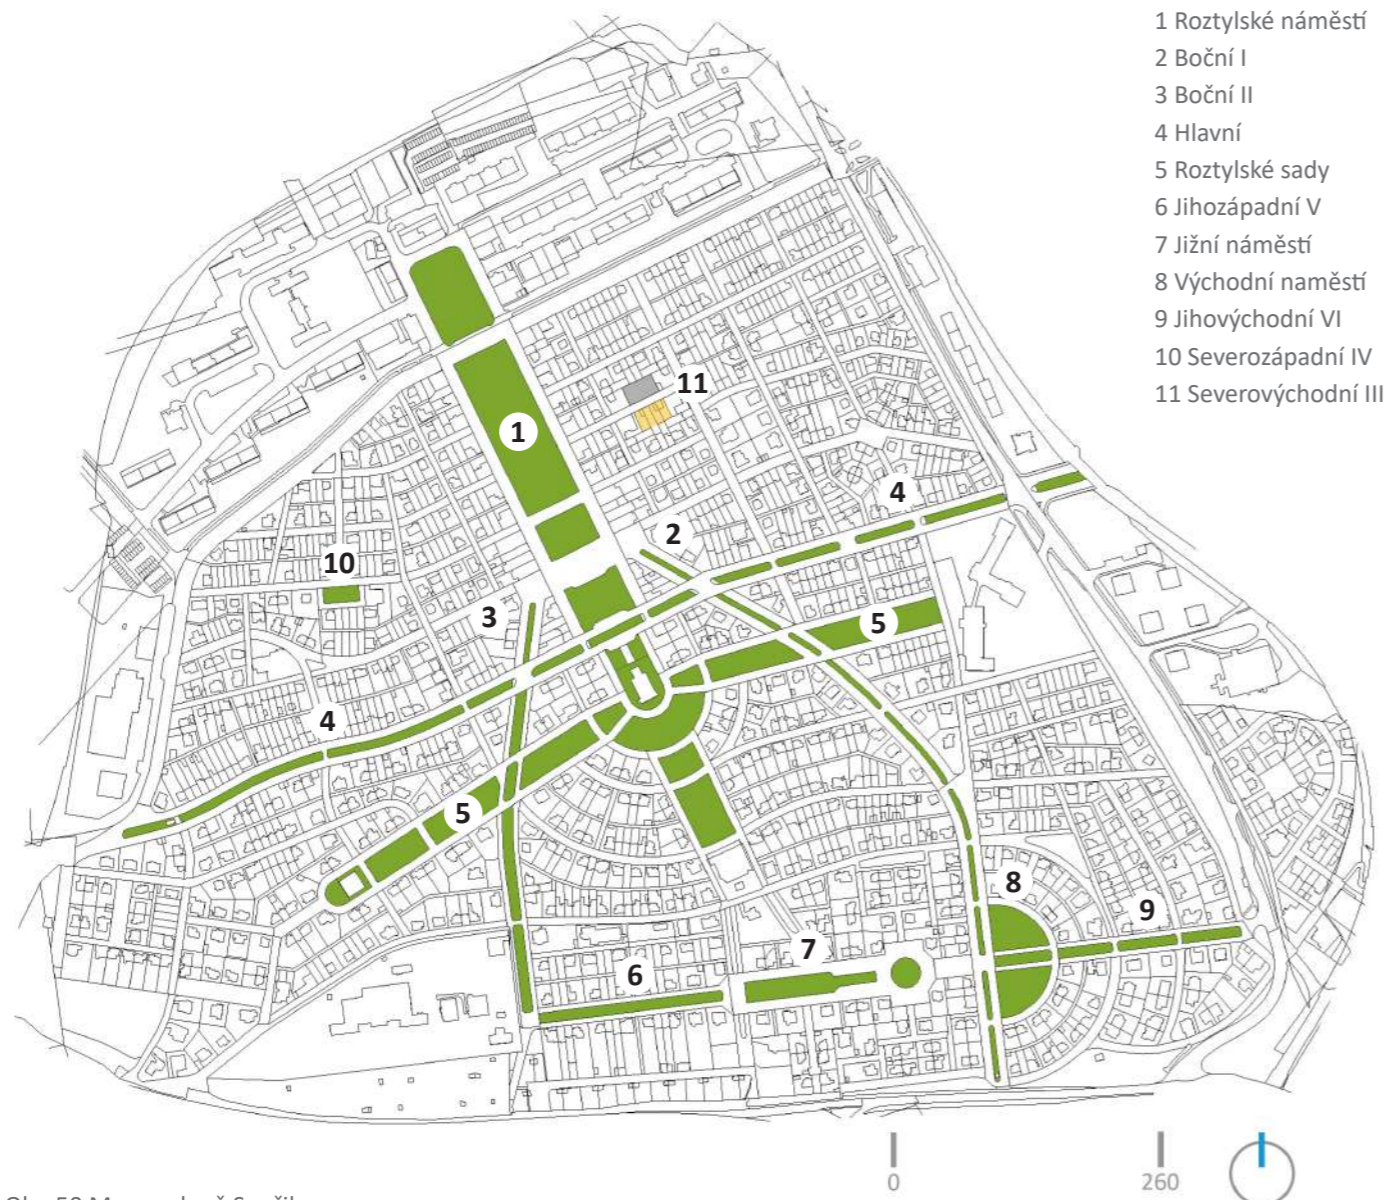 1 Roztylské náměstí
2 Boční I
3 Boční II
4 Hlavní
5 Roztylské sady
6 Jihozápadní V
7 Jižní náměstí
8 Východní naměstí
9 Jihovýchodní VI
10 Severozápadní IV
11 Severovýchodní III
11
1
4
2
10
3
5
4
5
8
9
7
6
0
260